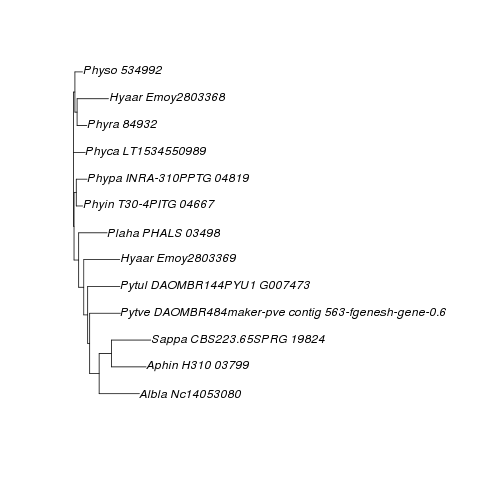 Physo 534992
Hyaar Emoy2803368
Phyra 84932
Phyca LT1534550989
Phypa INRA-310PPTG 04819
Phyin T30-4PITG 04667
Plaha PHALS 03498
Hyaar Emoy2803369
Pytul DAOMBR144PYU1 G007473
Pytve DAOMBR484maker-pve contig 563-fgenesh-gene-0.6
Sappa CBS223.65SPRG 19824
Aphin H310 03799
Albla Nc14053080